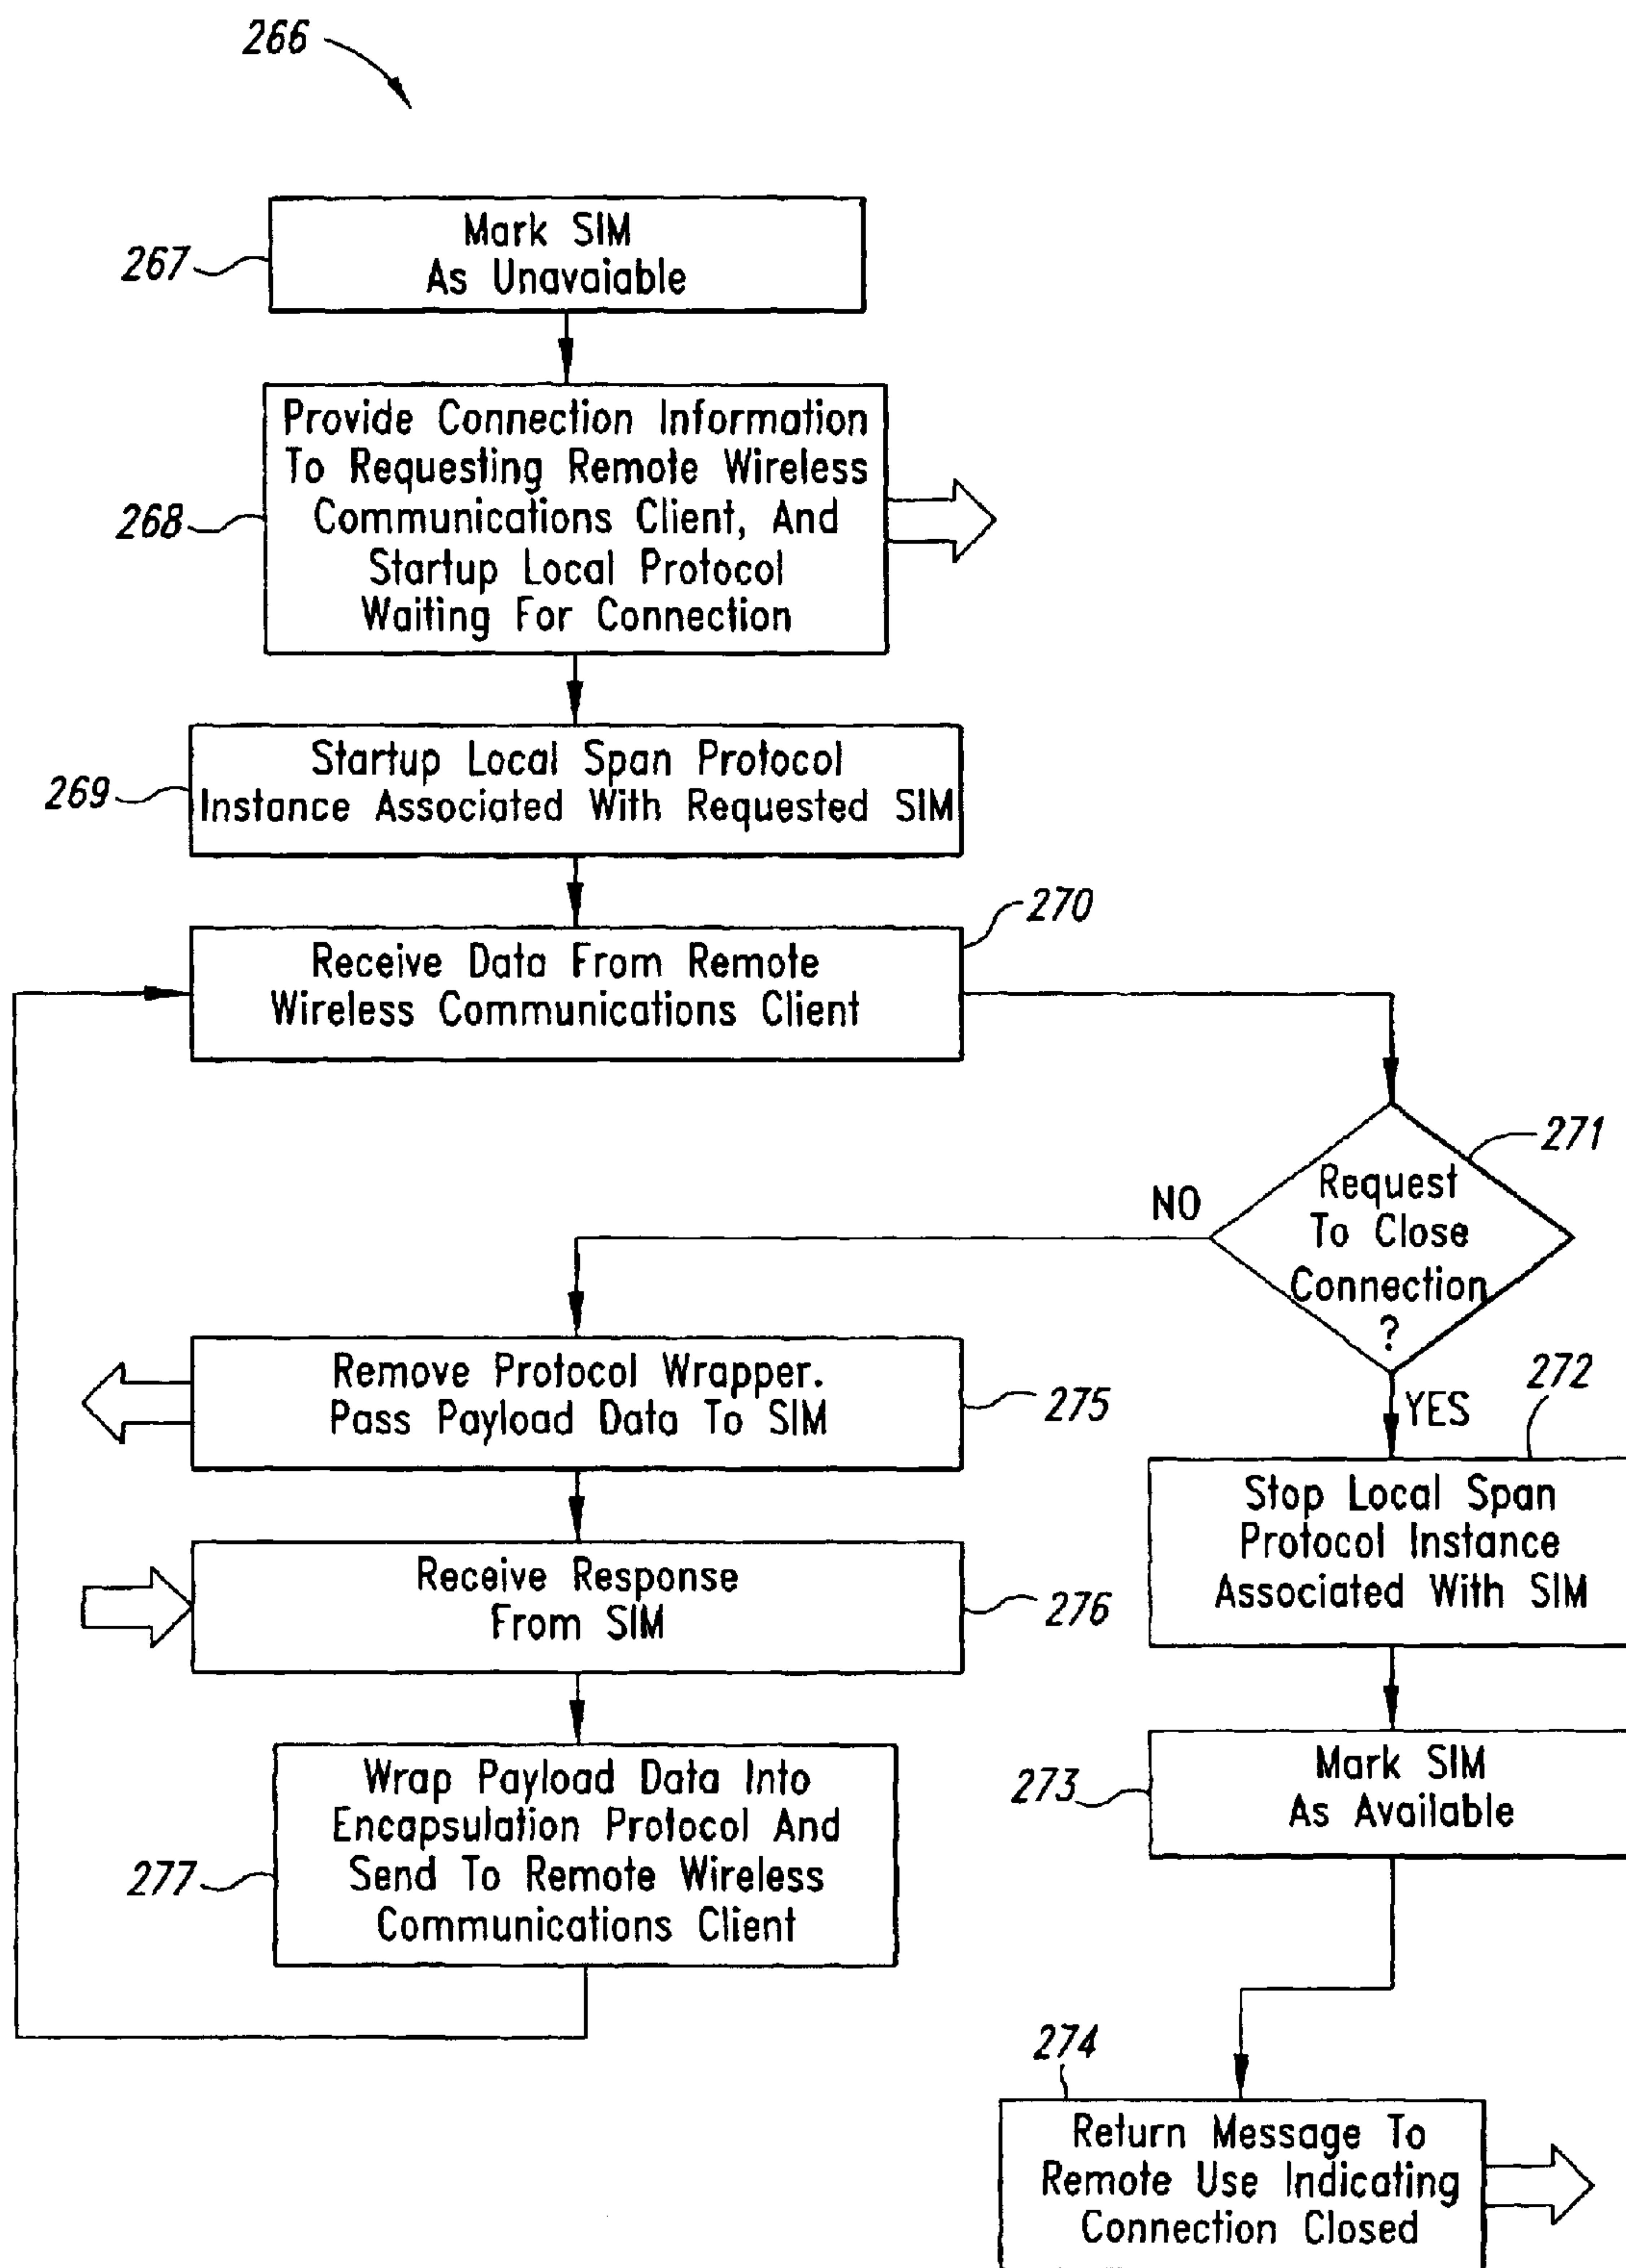 266
267
Mark SIM
As Unavaiable
268
Provide Connection Information
To Requesting Remote Wireless
Communications Client, And
Startup Local Protocol
Waiting For Connection
269
Startup Local Span Protocol
Instance Associated With Requested SIM
270
Receive Data From Remote
Wireless Communications Client
271
Request
To Close
Connection
?
NO
YES
275
Remove Protocol Wrapper.
Pass Payload Data To SIM
272
Stop Local Span
Protocol Instance
Associated With SIM
276
Receive Response
From SIM
273
Mark SIM
As Available
277
Wrap Payload Data Into
Encapsulation Protocol And
Send To Remote Wireless
Communications Client
274
Return Message To
Remote Use Indicating
Connection Closed